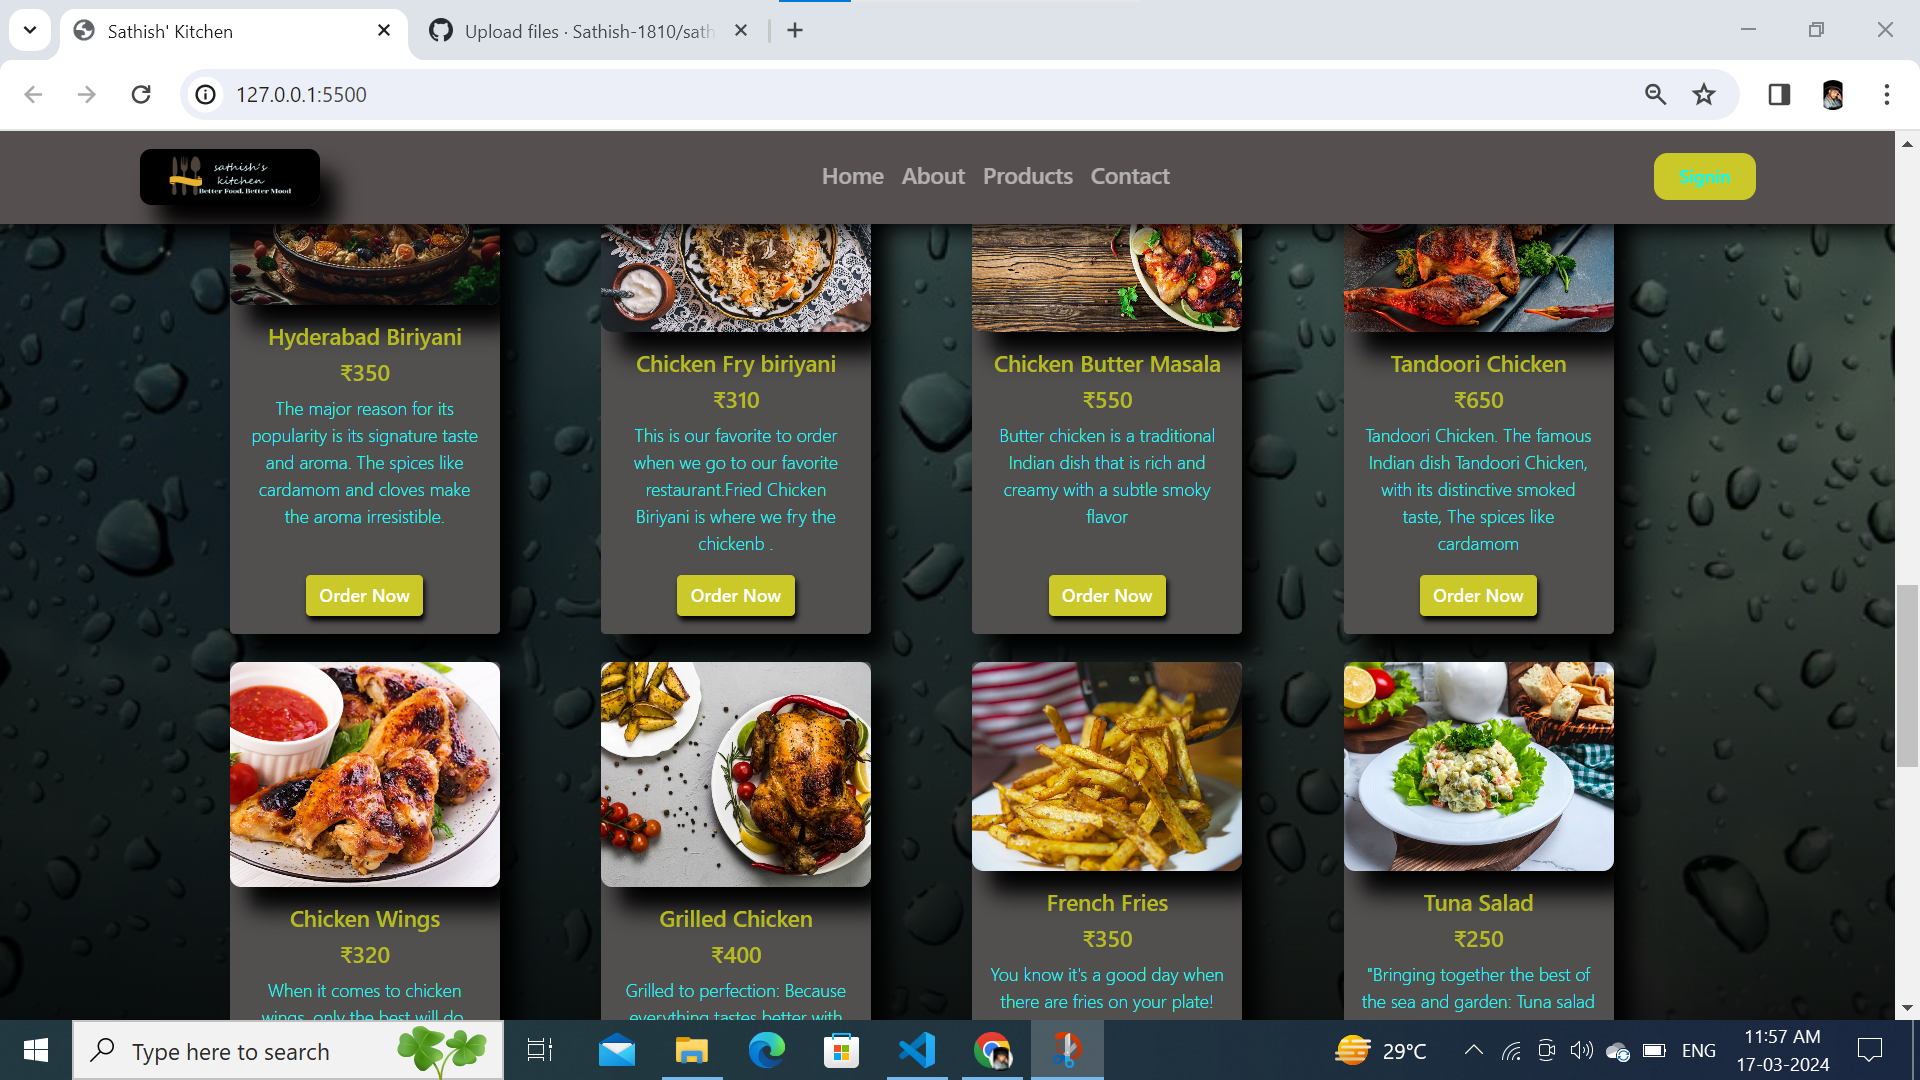 Sathish' Kitchen
Upload files · Sathish-1810/sath
127.0.0.1:5500
sathish's
kitchen
Better Food, Better Mood
Home About Products Contact
Signin
Hyderabad Biriyani
₹350
The major reason for its
popularity is its signature taste
and aroma. The spices like
cardamom and cloves make
the aroma irresistible.
Order Now
Chicken Fry biriyani
₹310
This is our favorite to order
when we go to our favorite
restaurant.Fried Chicken
Biriyani is where we fry the
chickenb .
Order Now
Chicken Butter Masala
₹550
Butter chicken is a traditional
Indian dish that is rich and
creamy with a subtle smoky
flavor
Order Now
Tandoori Chicken
₹650
Tandoori Chicken. The famous
Indian dish Tandoori Chicken,
with its distinctive smoked
taste, The spices like
cardamom
Order Now
Chicken Wings
₹320
When it comes to chicken
wings, only the best will do.
Grilled Chicken
₹400
Grilled to perfection: Because
everything tastes better with
French Fries
₹350
You know it's a good day when
there are fries on your plate!
Tuna Salad
₹250
"Bringing together the best of
the sea and garden: Tuna salad
Type here to search
29°C
ENG
11:57 AM
17-03-2024